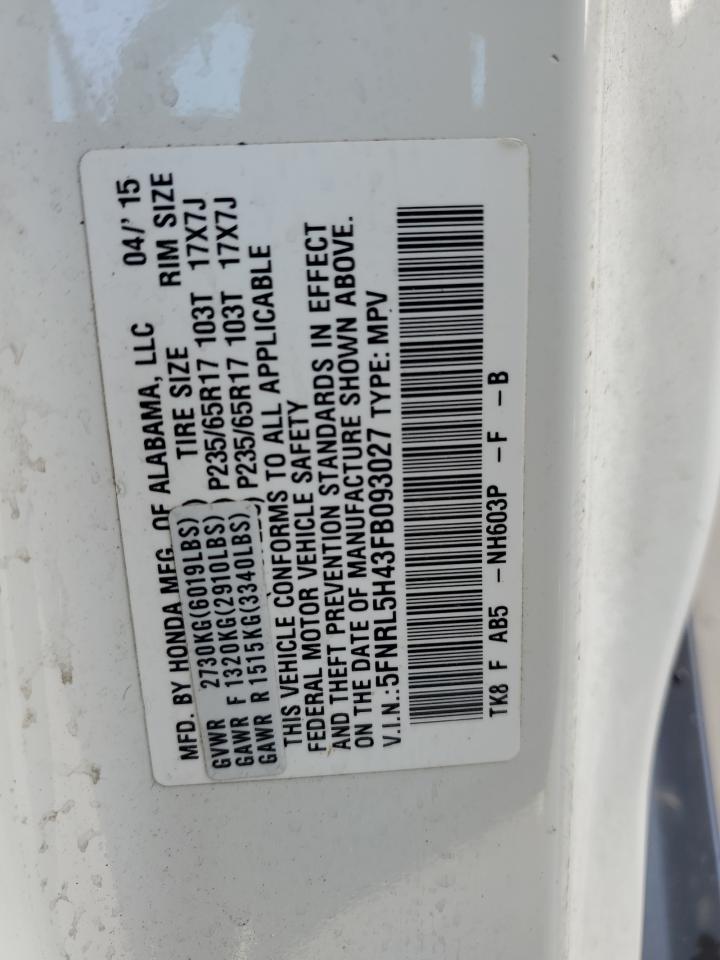 MFD. BY HONDA MFG. OF ALABAMA, LLC 04/' 15
TIRE SIZE RIM SIZE
GVWR 2730KG(6019LBS)
GAWR F 1320KG(2910LBS) P235/65R17 103T 17X7J
GAWR R 1515KG(3340LBS) P235/65R17 103T 17X7J
THIS VEHICLE CONFORMS TO ALL APPLICABLE
FEDERAL MOTOR VEHICLE SAFETY
AND THEFT PREVENTION STANDARDS IN EFFECT
ON THE DATE OF MANUFACTURE SHOWN ABOVE.
V.I.N.:5FNRL5H43FB093027 TYPE: MPV
TK8 F AB5 -NH603P -F -B